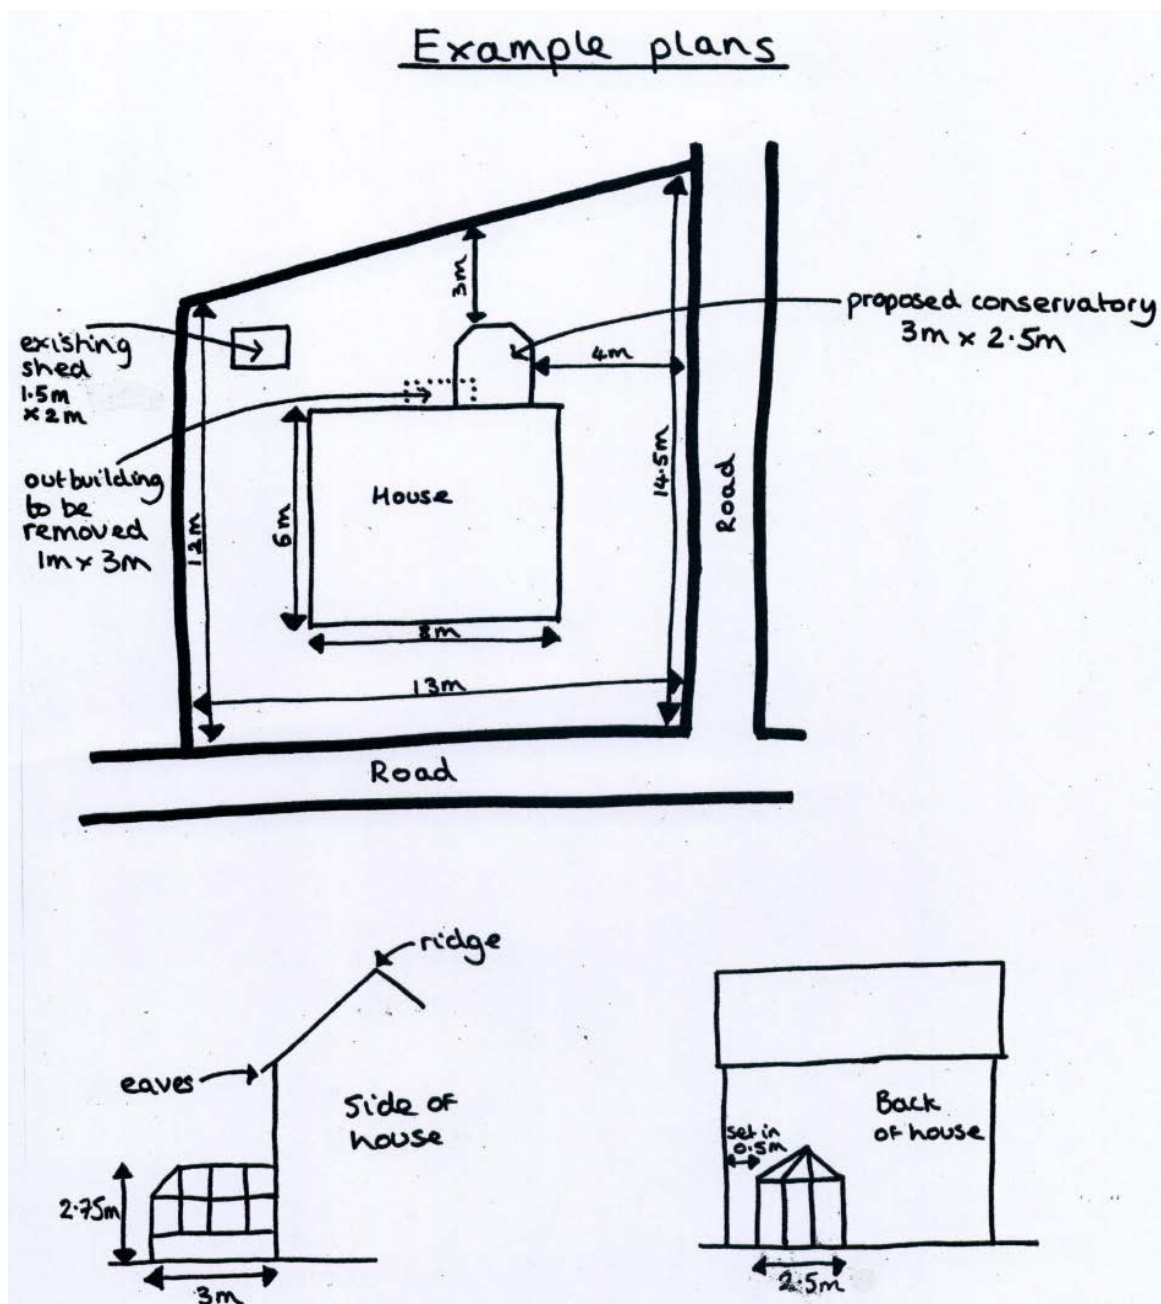 Example plans
3m
proposed conservatory
3m x 2.5m
4m
existing
shed
1.5m
x 2m
outbuilding
to be
removed
1m x 3m
12m
6m
House
14.5m
Road
8m
13m
Road
ridge
eaves
Side of
house
2.75m
3m
Back
of house
set in
0.5m
2.5m